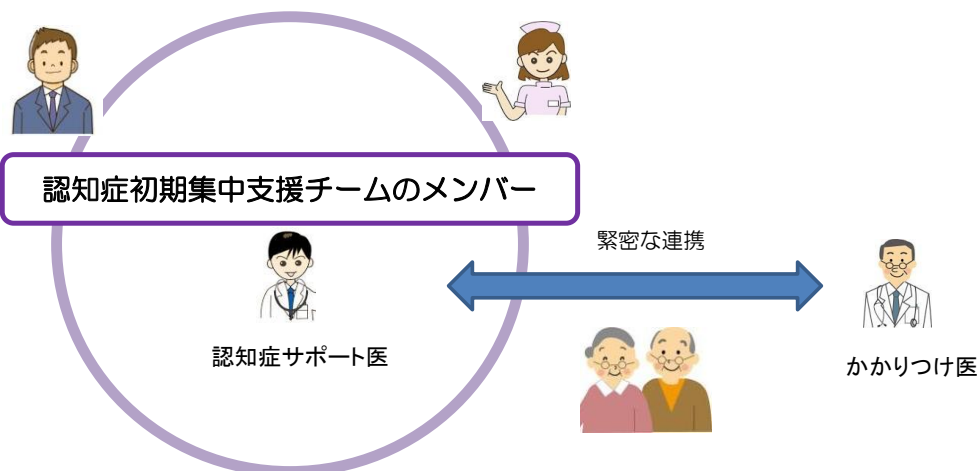 認知症初期集中支援チームのメンバー
緊密な連携
認知症サポート医
かかりつけ医